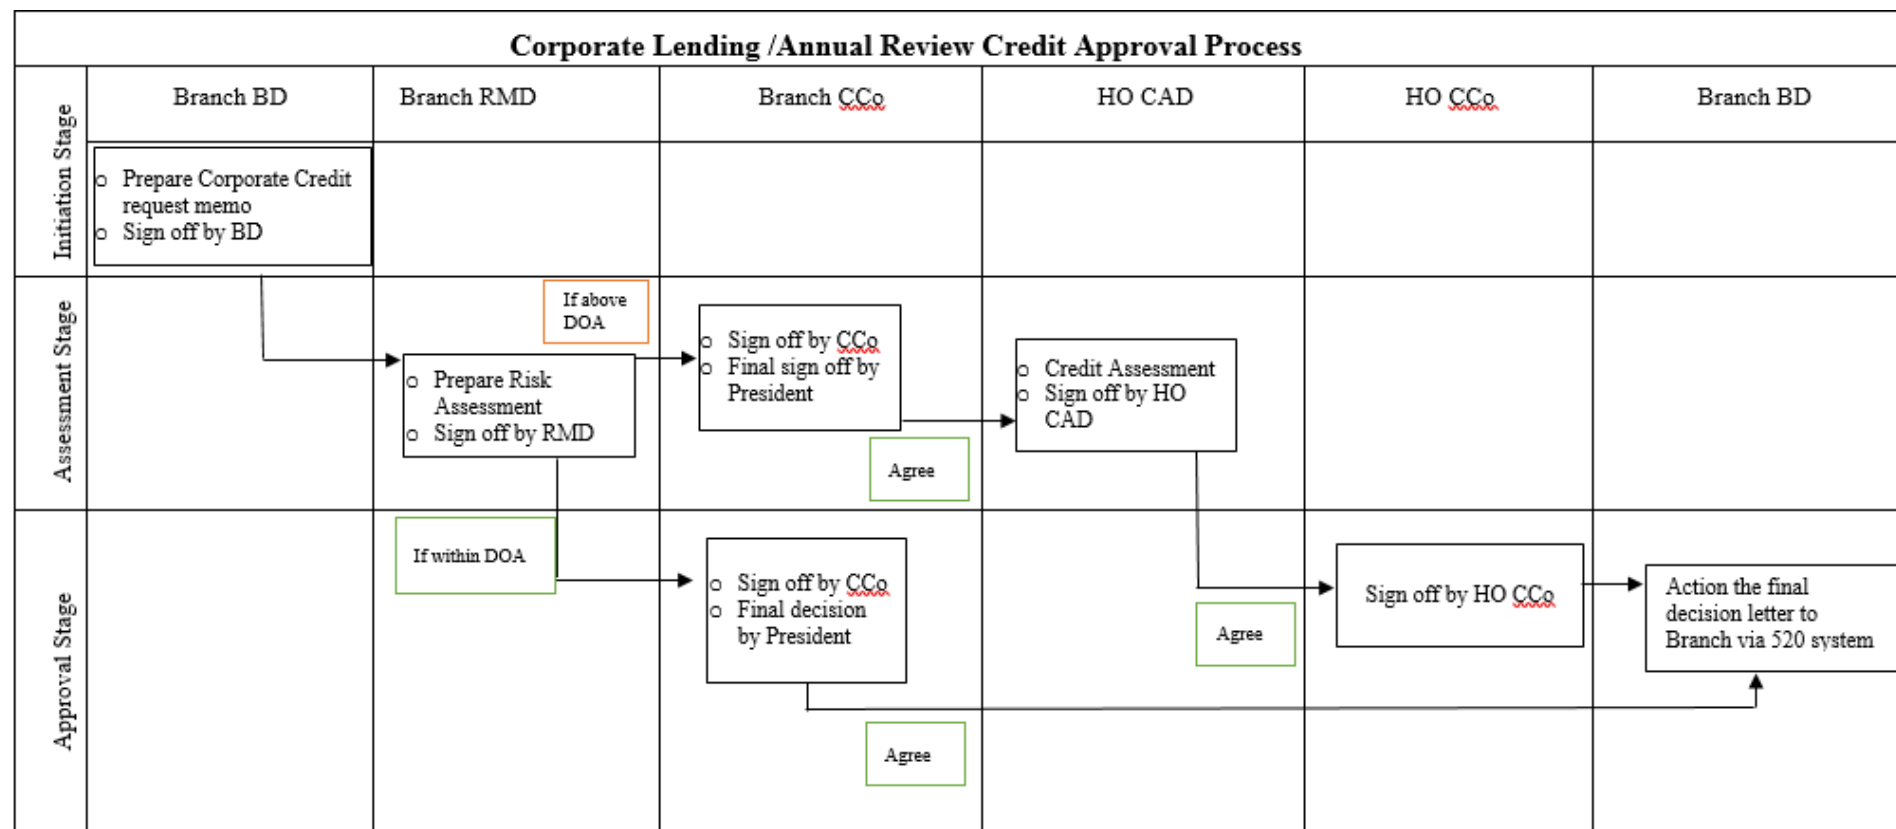 Corporate Lending /Annual Review Credit Approval Process
Branch BD
Branch RMD
Branch CCo
HO CAD
HO CCo
Branch BD
Initiation Stage
o Prepare Corporate Credit
request memo
o Sign off by BD
Assessment Stage
If above
DOA
o Prepare Risk
Assessment
o Sign off by RMD
o Sign off by CCo
o Final sign off by
President
Agree
o Credit Assessment
o Sign off by HO
CAD
Approval Stage
If within DOA
o Sign off by CCo
o Final decision
by President
Agree
Agree
Sign off by HO CCo
Action the final
decision letter to
Branch via 520 system